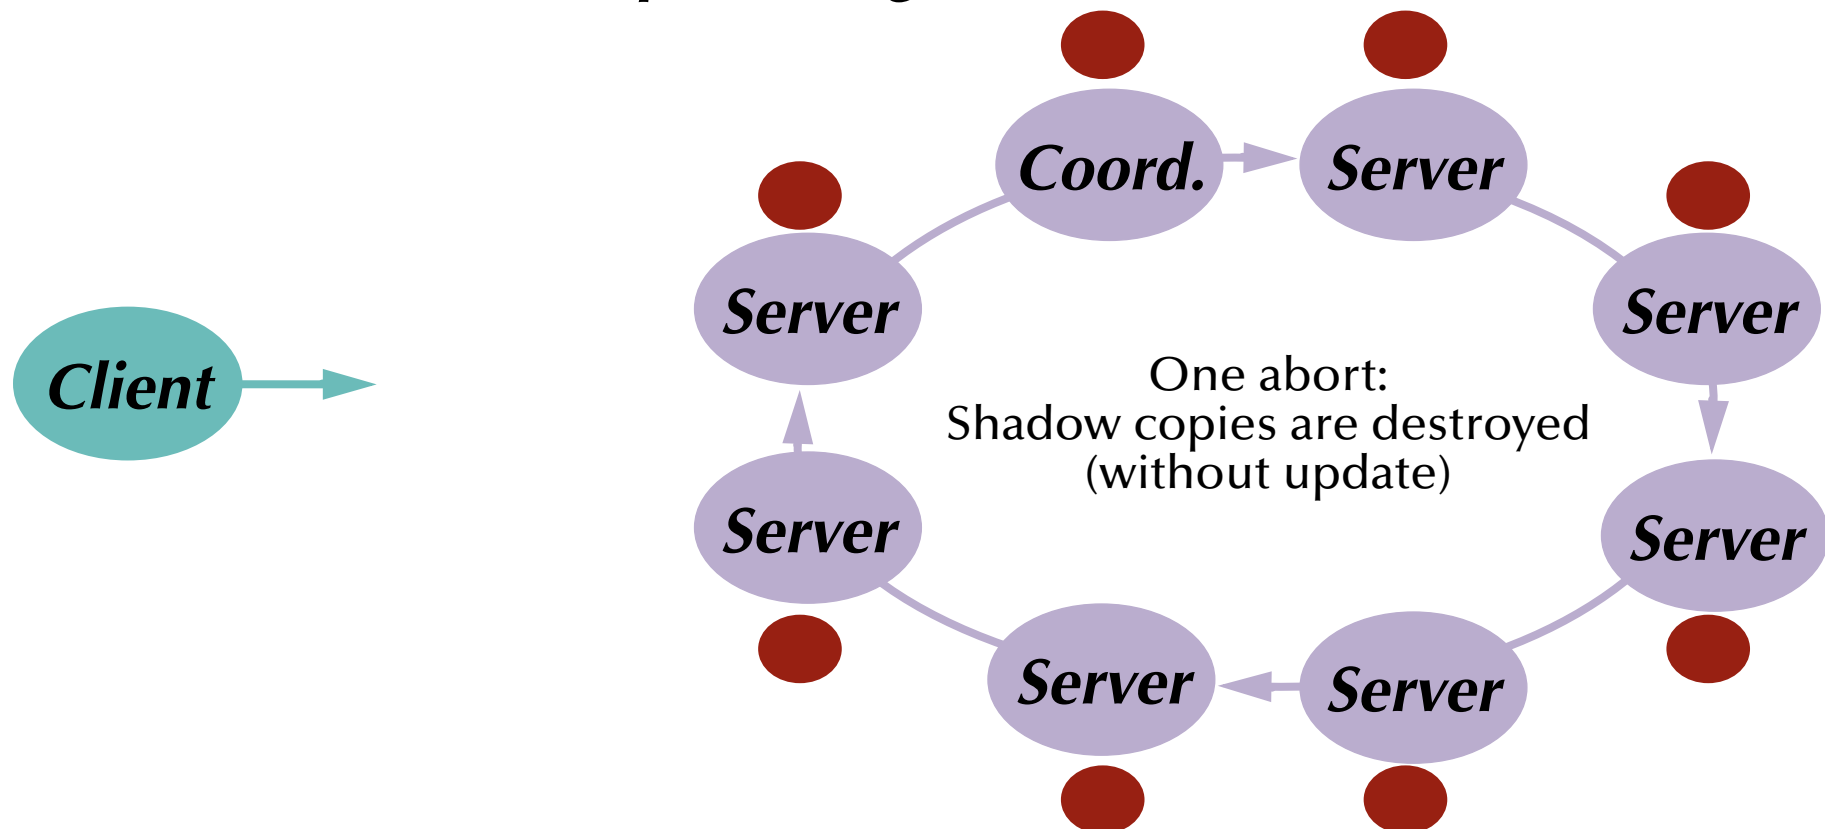 Coord.
Server
Server
Server
Client
One abort:
Shadow copies are destroyed
(without update)
Server
Server
Server
Server